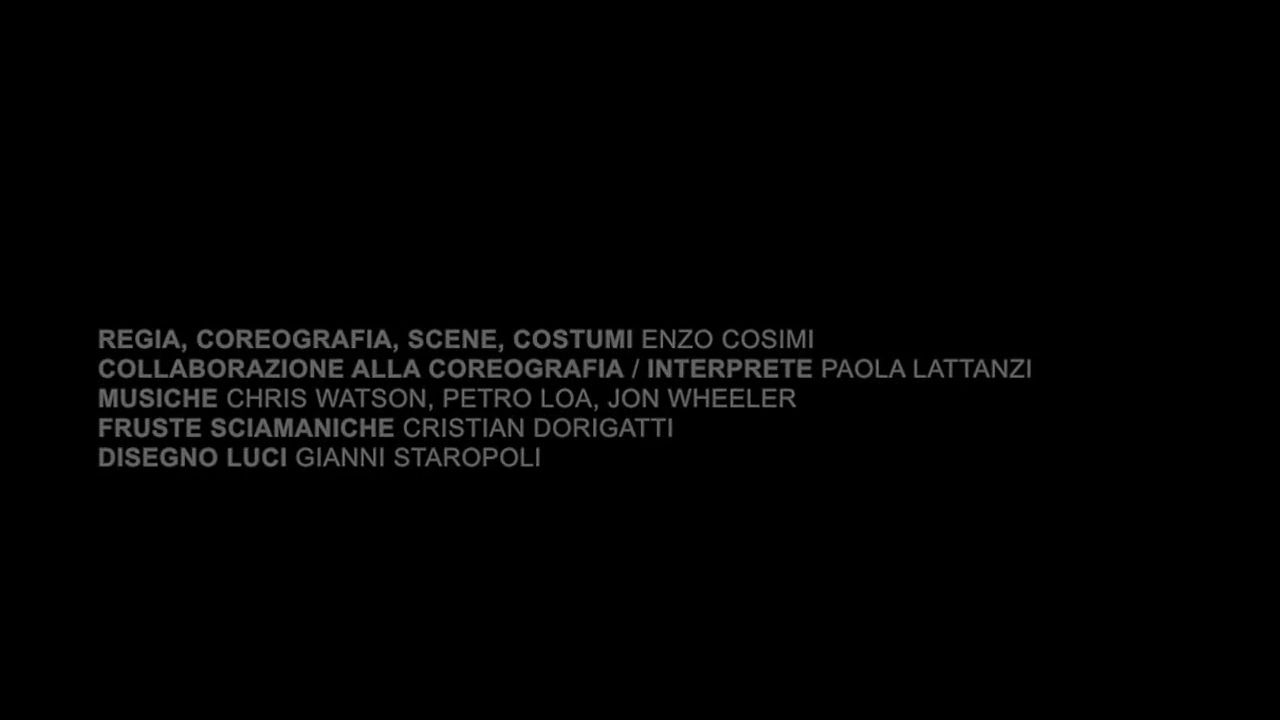 REGIA, COREOGRAFIA, SCENE, COSTUMI ENZO COSIMI
COLLABORAZIONE ALLA COREOGRAFIA / INTERPRETE PAOLA LATTANZI
MUSICHE CHRIS WATSON, PETRO LOA, JON WHEELER
FRUSTE SCIAMANICHE CRISTIAN DORIGATTI
DISEGNO LUCI GIANNI STAROPOLI